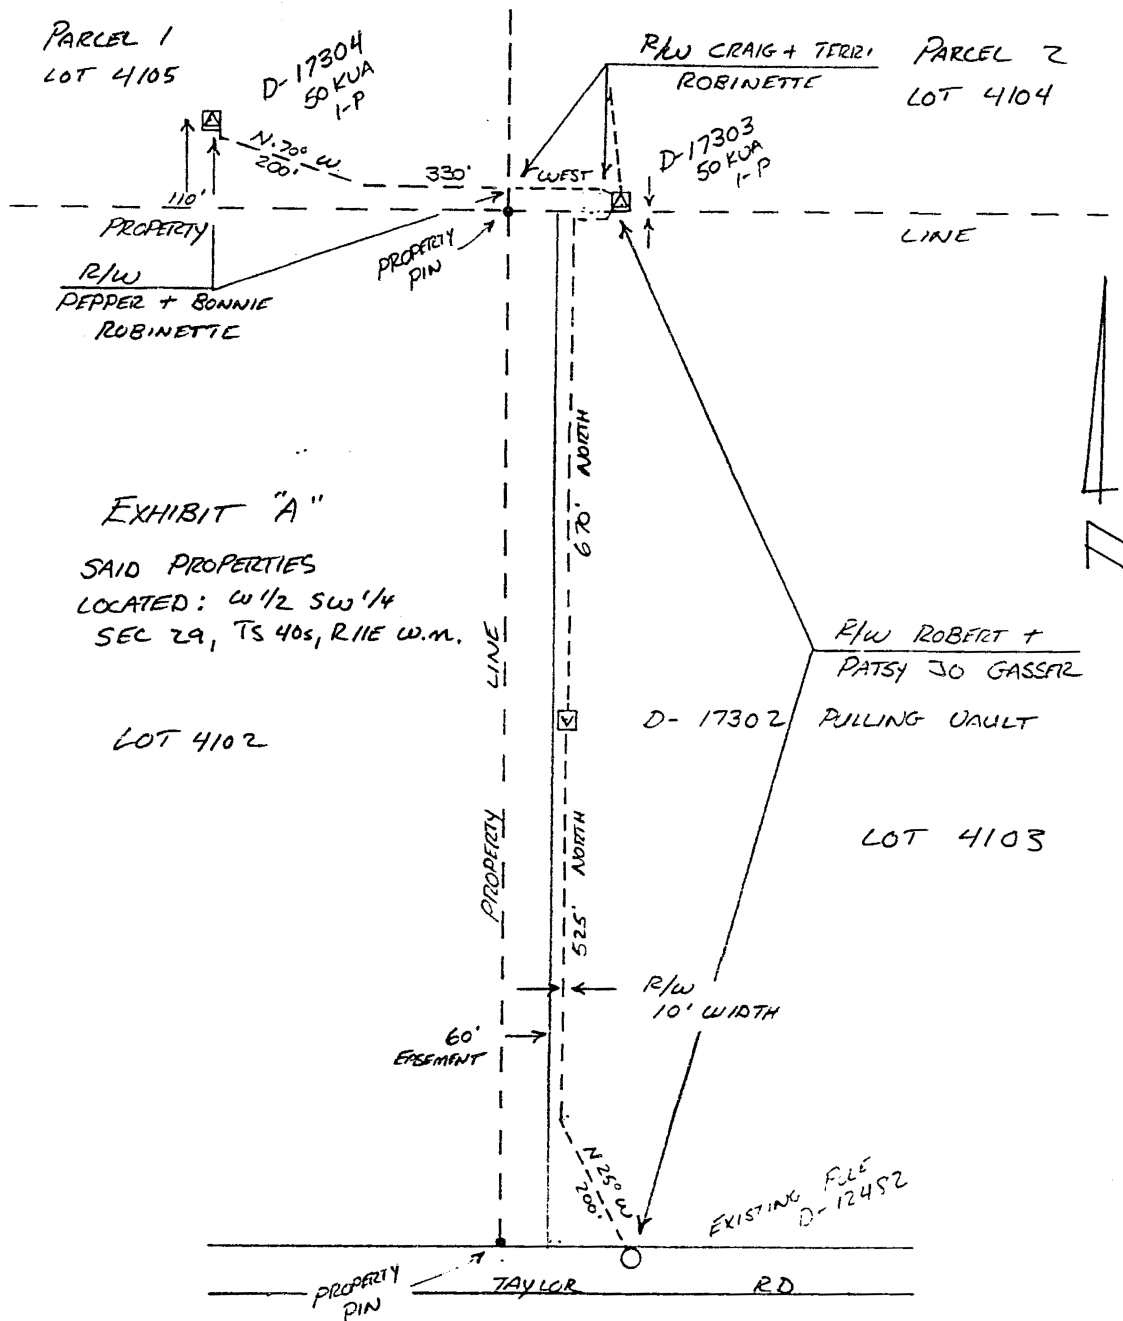 PARCEL 1
LOT 4105
D-17304
50 KVA
1-P
R/W CRAIG + TERRI
ROBINETTE
PARCEL 2
LOT 4104
D-17303
50 KVA
1-P
N. 70° W.
200'
330'
WEST
110'
PROPERTY
LINE
PROPERTY
PIN
R/W
PEPPER + BONNIE
ROBINETTE
670' NORTH
EXHIBIT "A"
SAID PROPERTIES
LOCATED: W 1/2 SW 1/4
SEC 29, TS 40s, R11E W.M.
LINE
R/W ROBERT +
PATSY JO GASSER
D-17302 PULLING VAULT
LOT 4102
PROPERTY
525' NORTH
LOT 4103
R/W
10' WIDTH
60'
EASEMENT
N 25° W
200'
EXISTING
D-12452
PROPERTY
PIN
TAYLOR RD